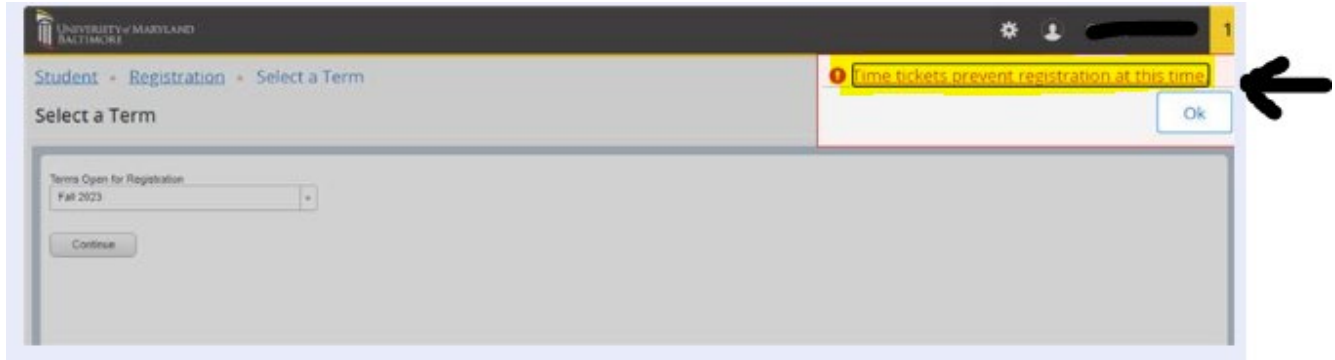 UNIVERSITY of MARYLAND
BALTIMORE
1
Student • Registration • Select a Term
Time tickets prevent registration at this time.
Select a Term
Ok
Terms Open for Registration
Fall 2023
Continue